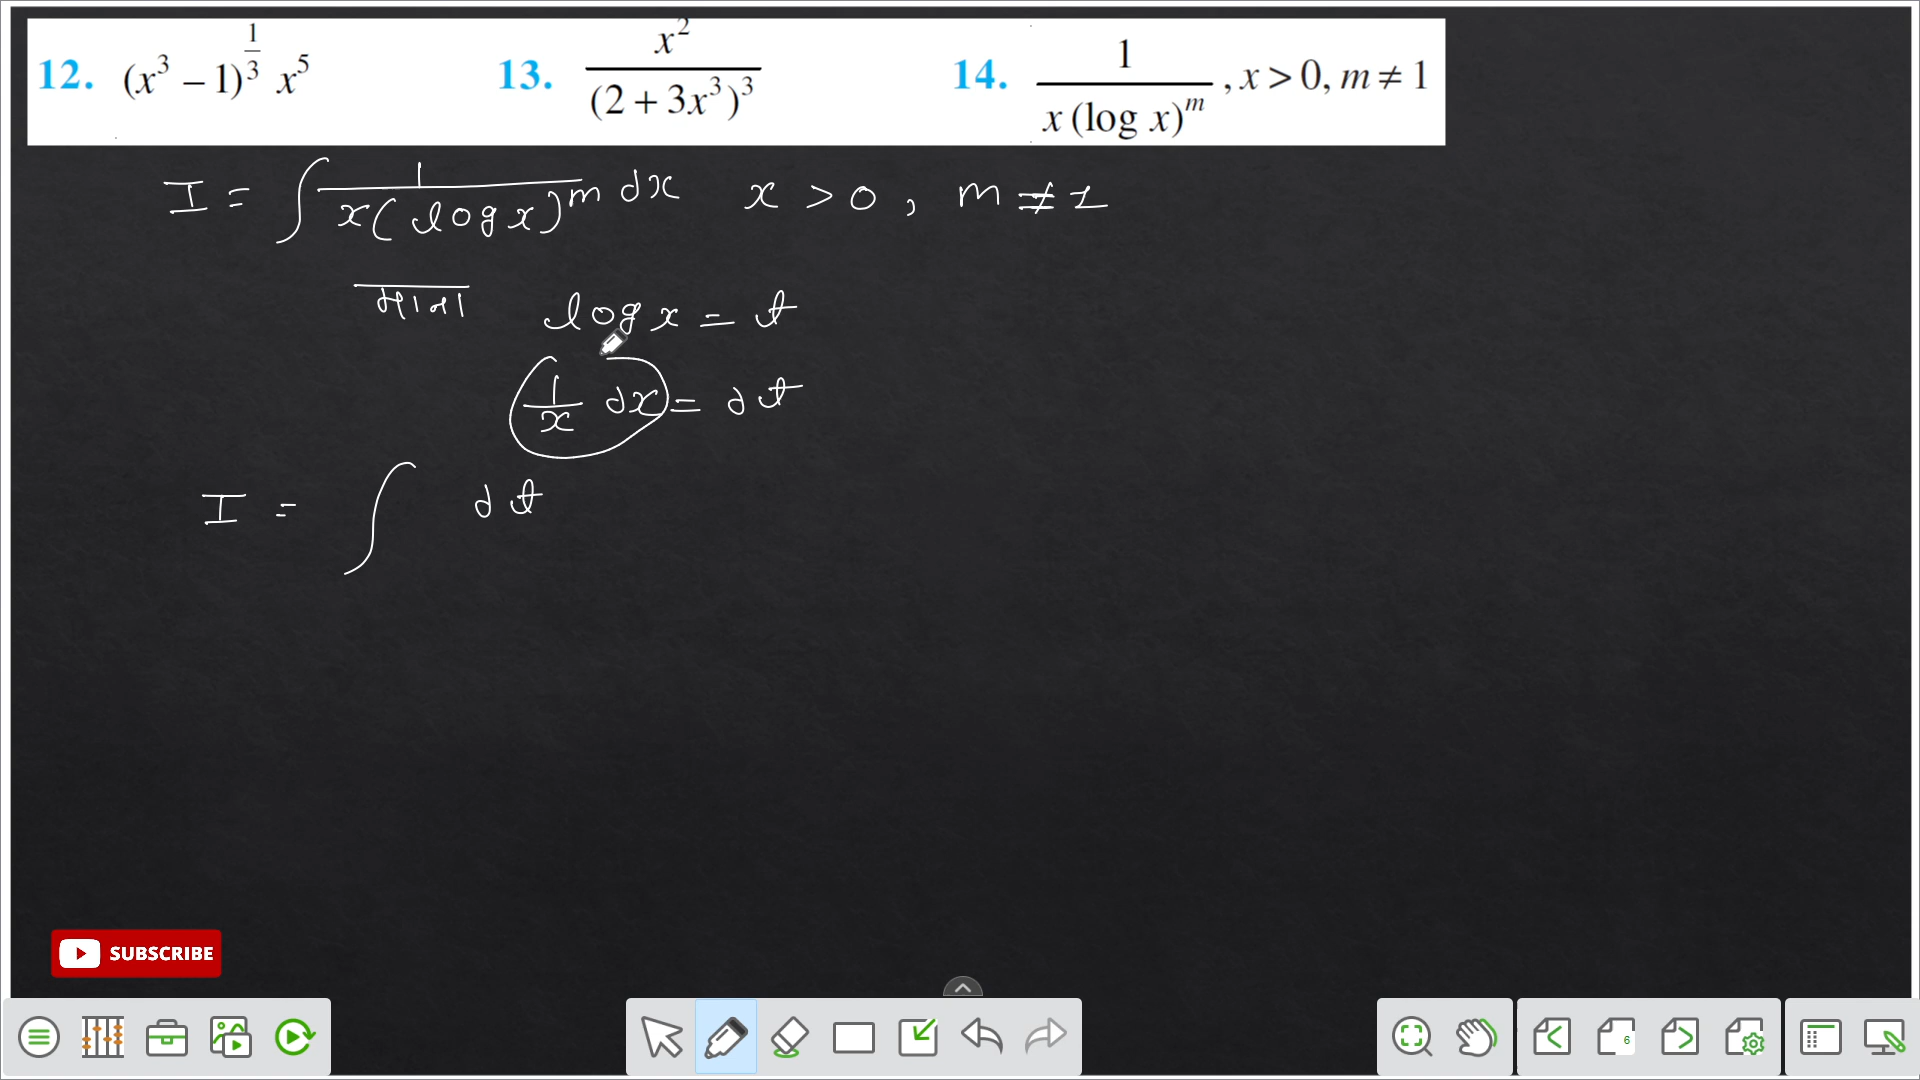 12. (x³ – 1)^(1/3) x⁵ 13. x² / (2 + 3x³)³ 14. 1 / x (log x)^m , x > 0, m ≠ 1
I = ∫ 1 / x(log x)^m dx x > 0 , m ≠ 1
माना log x = t
1/x dx = dt
I = ∫ dt
SUBSCRIBE
6